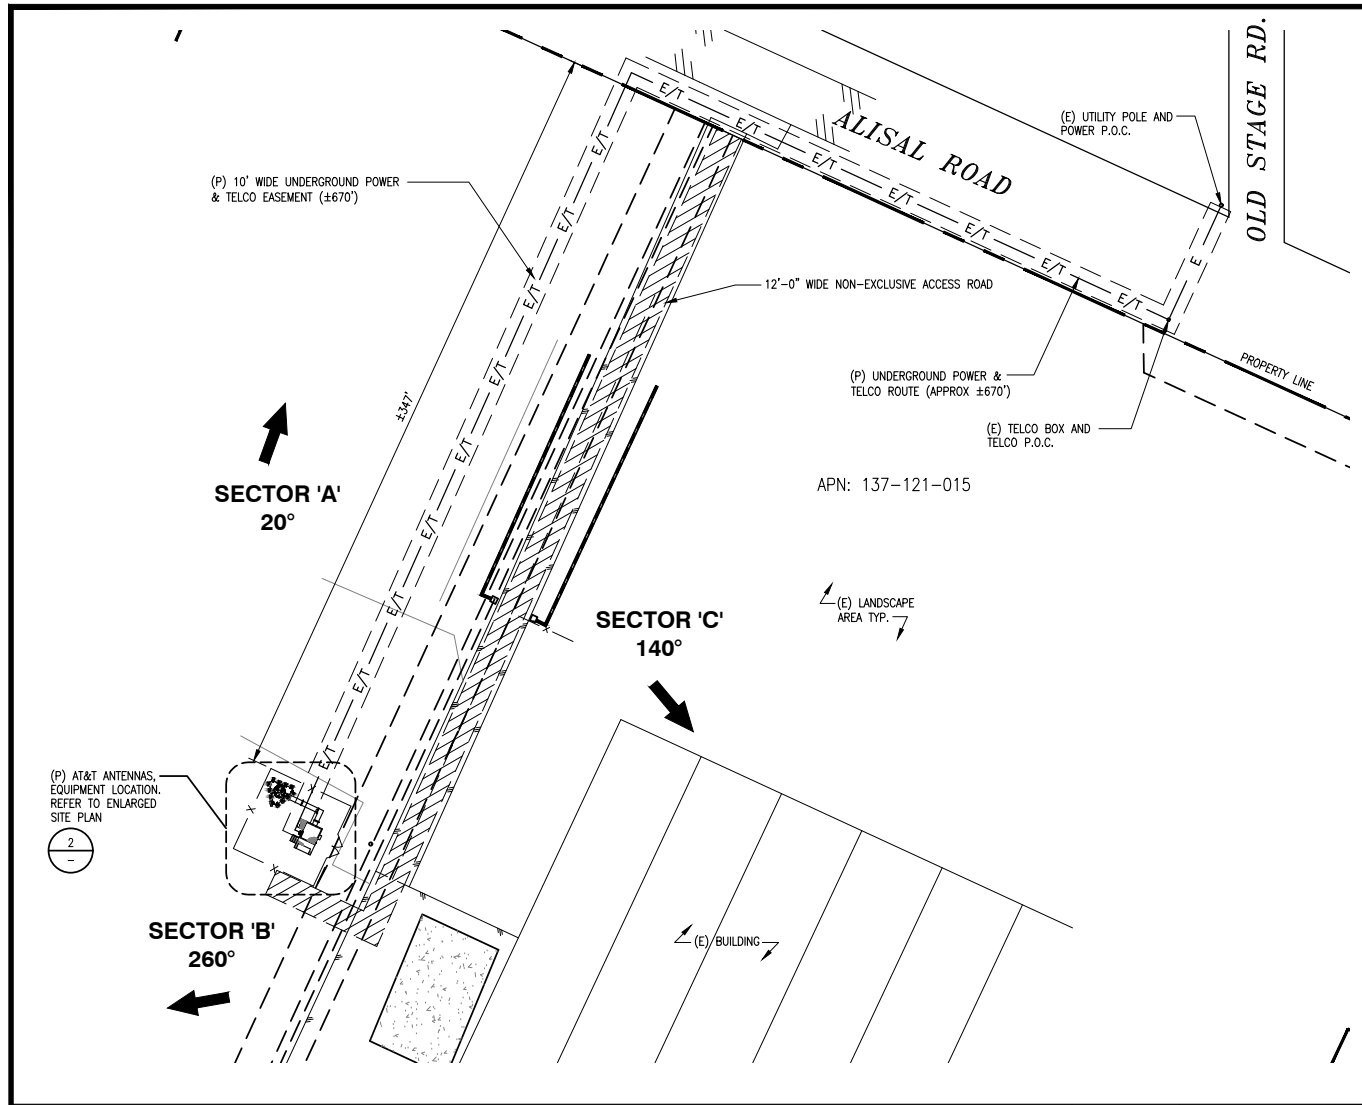 OLD STAGE RD.
ALISAL ROAD
(E) UTILITY POLE AND
POWER P.O.C.
(P) 10' WIDE UNDERGROUND POWER
& TELCO EASEMENT (±670')
E/T
E/T
E/T
E/T
E/T
E/T
E/T
E
E/T
E/T
E/T
E/T
E/T
E/T
E/T
E/T
E/T
E/T
12'-0" WIDE NON-EXCLUSIVE ACCESS ROAD
(P) UNDERGROUND POWER &
TELCO ROUTE (APPROX ±670')
PROPERTY LINE
(E) TELCO BOX AND
TELCO P.O.C.
±347'
SECTOR 'A'
20°
APN: 137-121-015
(E) LANDSCAPE
AREA TYP.
SECTOR 'C'
140°
(P) AT&T ANTENNAS,
EQUIPMENT LOCATION.
REFER TO ENLARGED
SITE PLAN
2
-
X
X
X
X
SECTOR 'B'
260°
(E) BUILDING